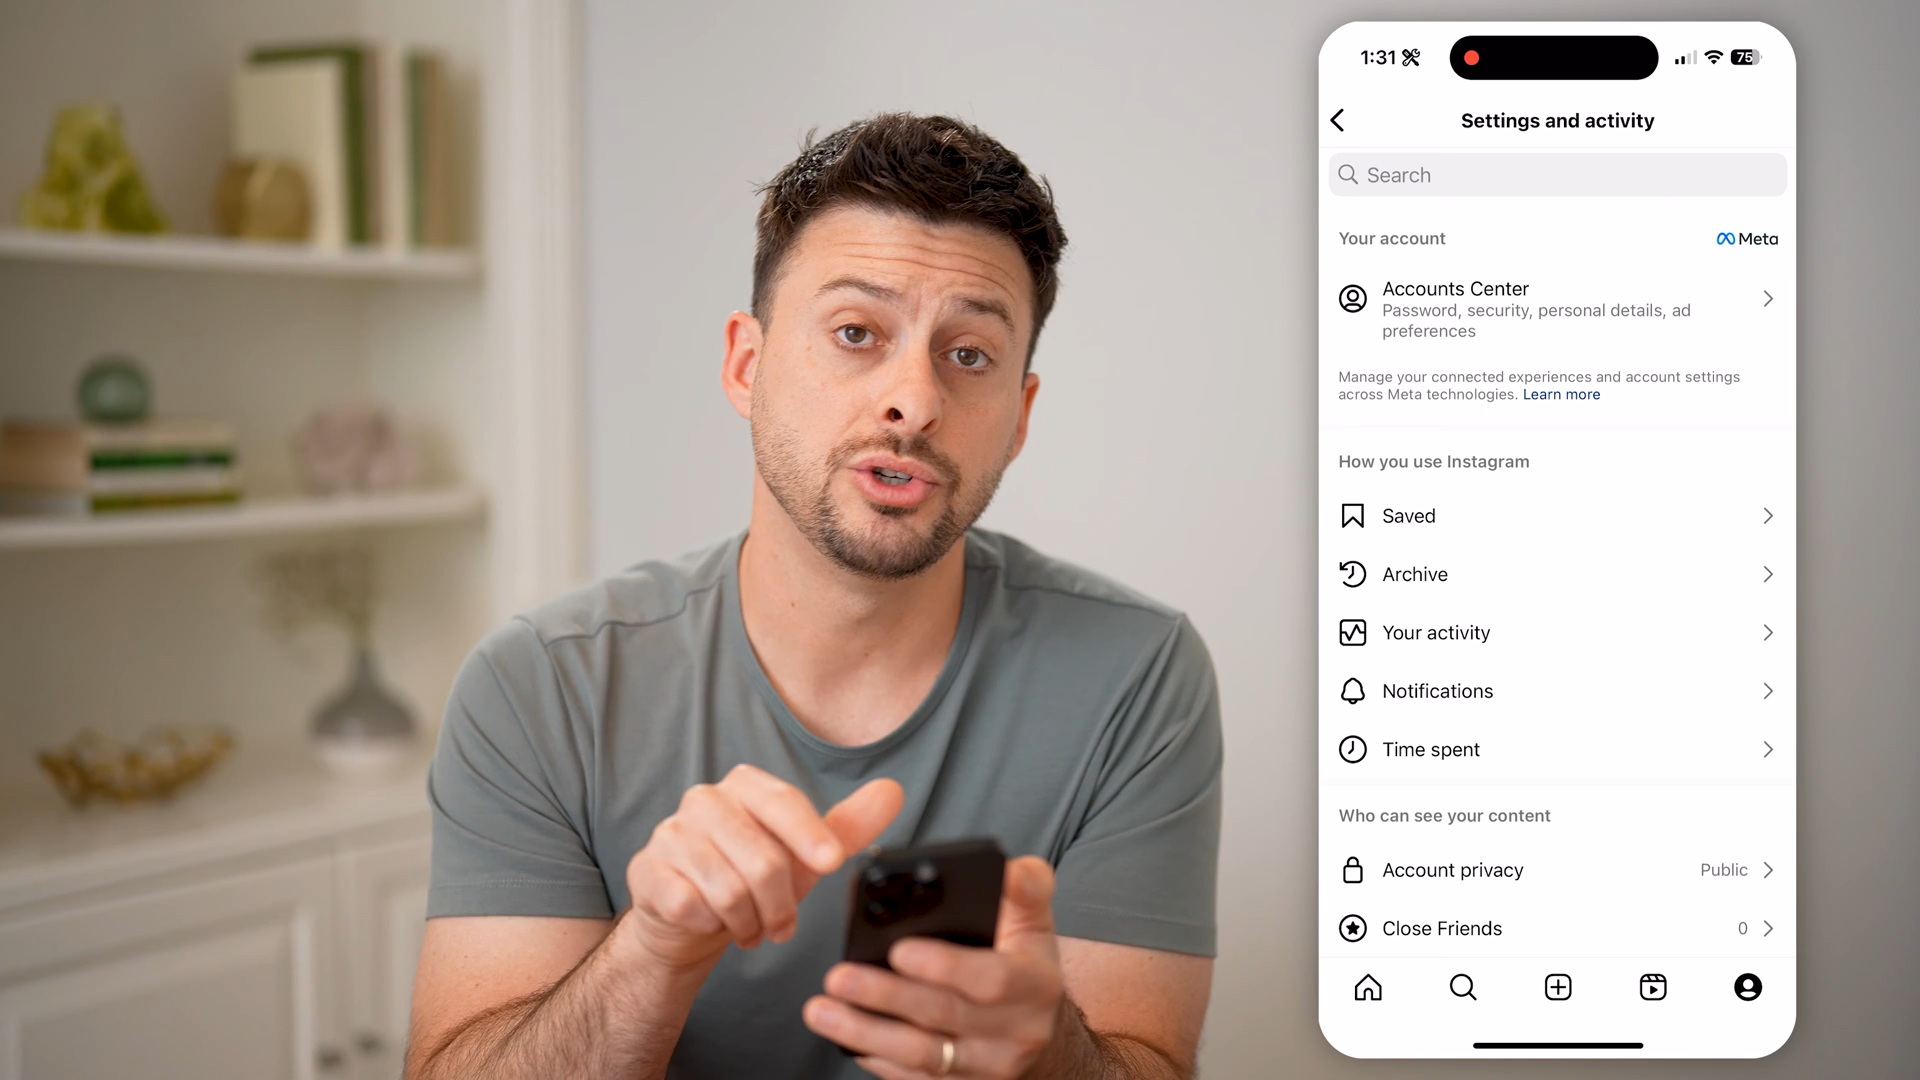 1:31
75
Settings and activity
Search
Your account
Meta
Accounts Center
Password, security, personal details, ad
preferences
Manage your connected experiences and account settings
across Meta technologies. Learn more
How you use Instagram
Saved
Archive
Your activity
Notifications
Time spent
Who can see your content
Account privacy
Public
Close Friends
0